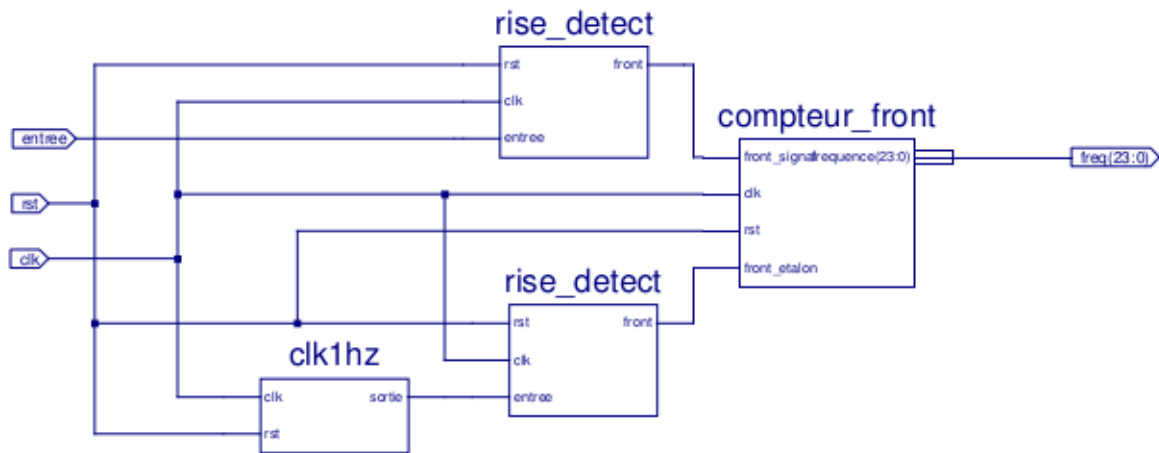 rise_detect
rst front
clk
entree
compteur_front
entree
front_signal frequence(23:0)
freq(23:0)
clk
rst
rst
clk
front_etalon
rise_detect
rst front
clk
clk1hz
clk sortie
entree
rst